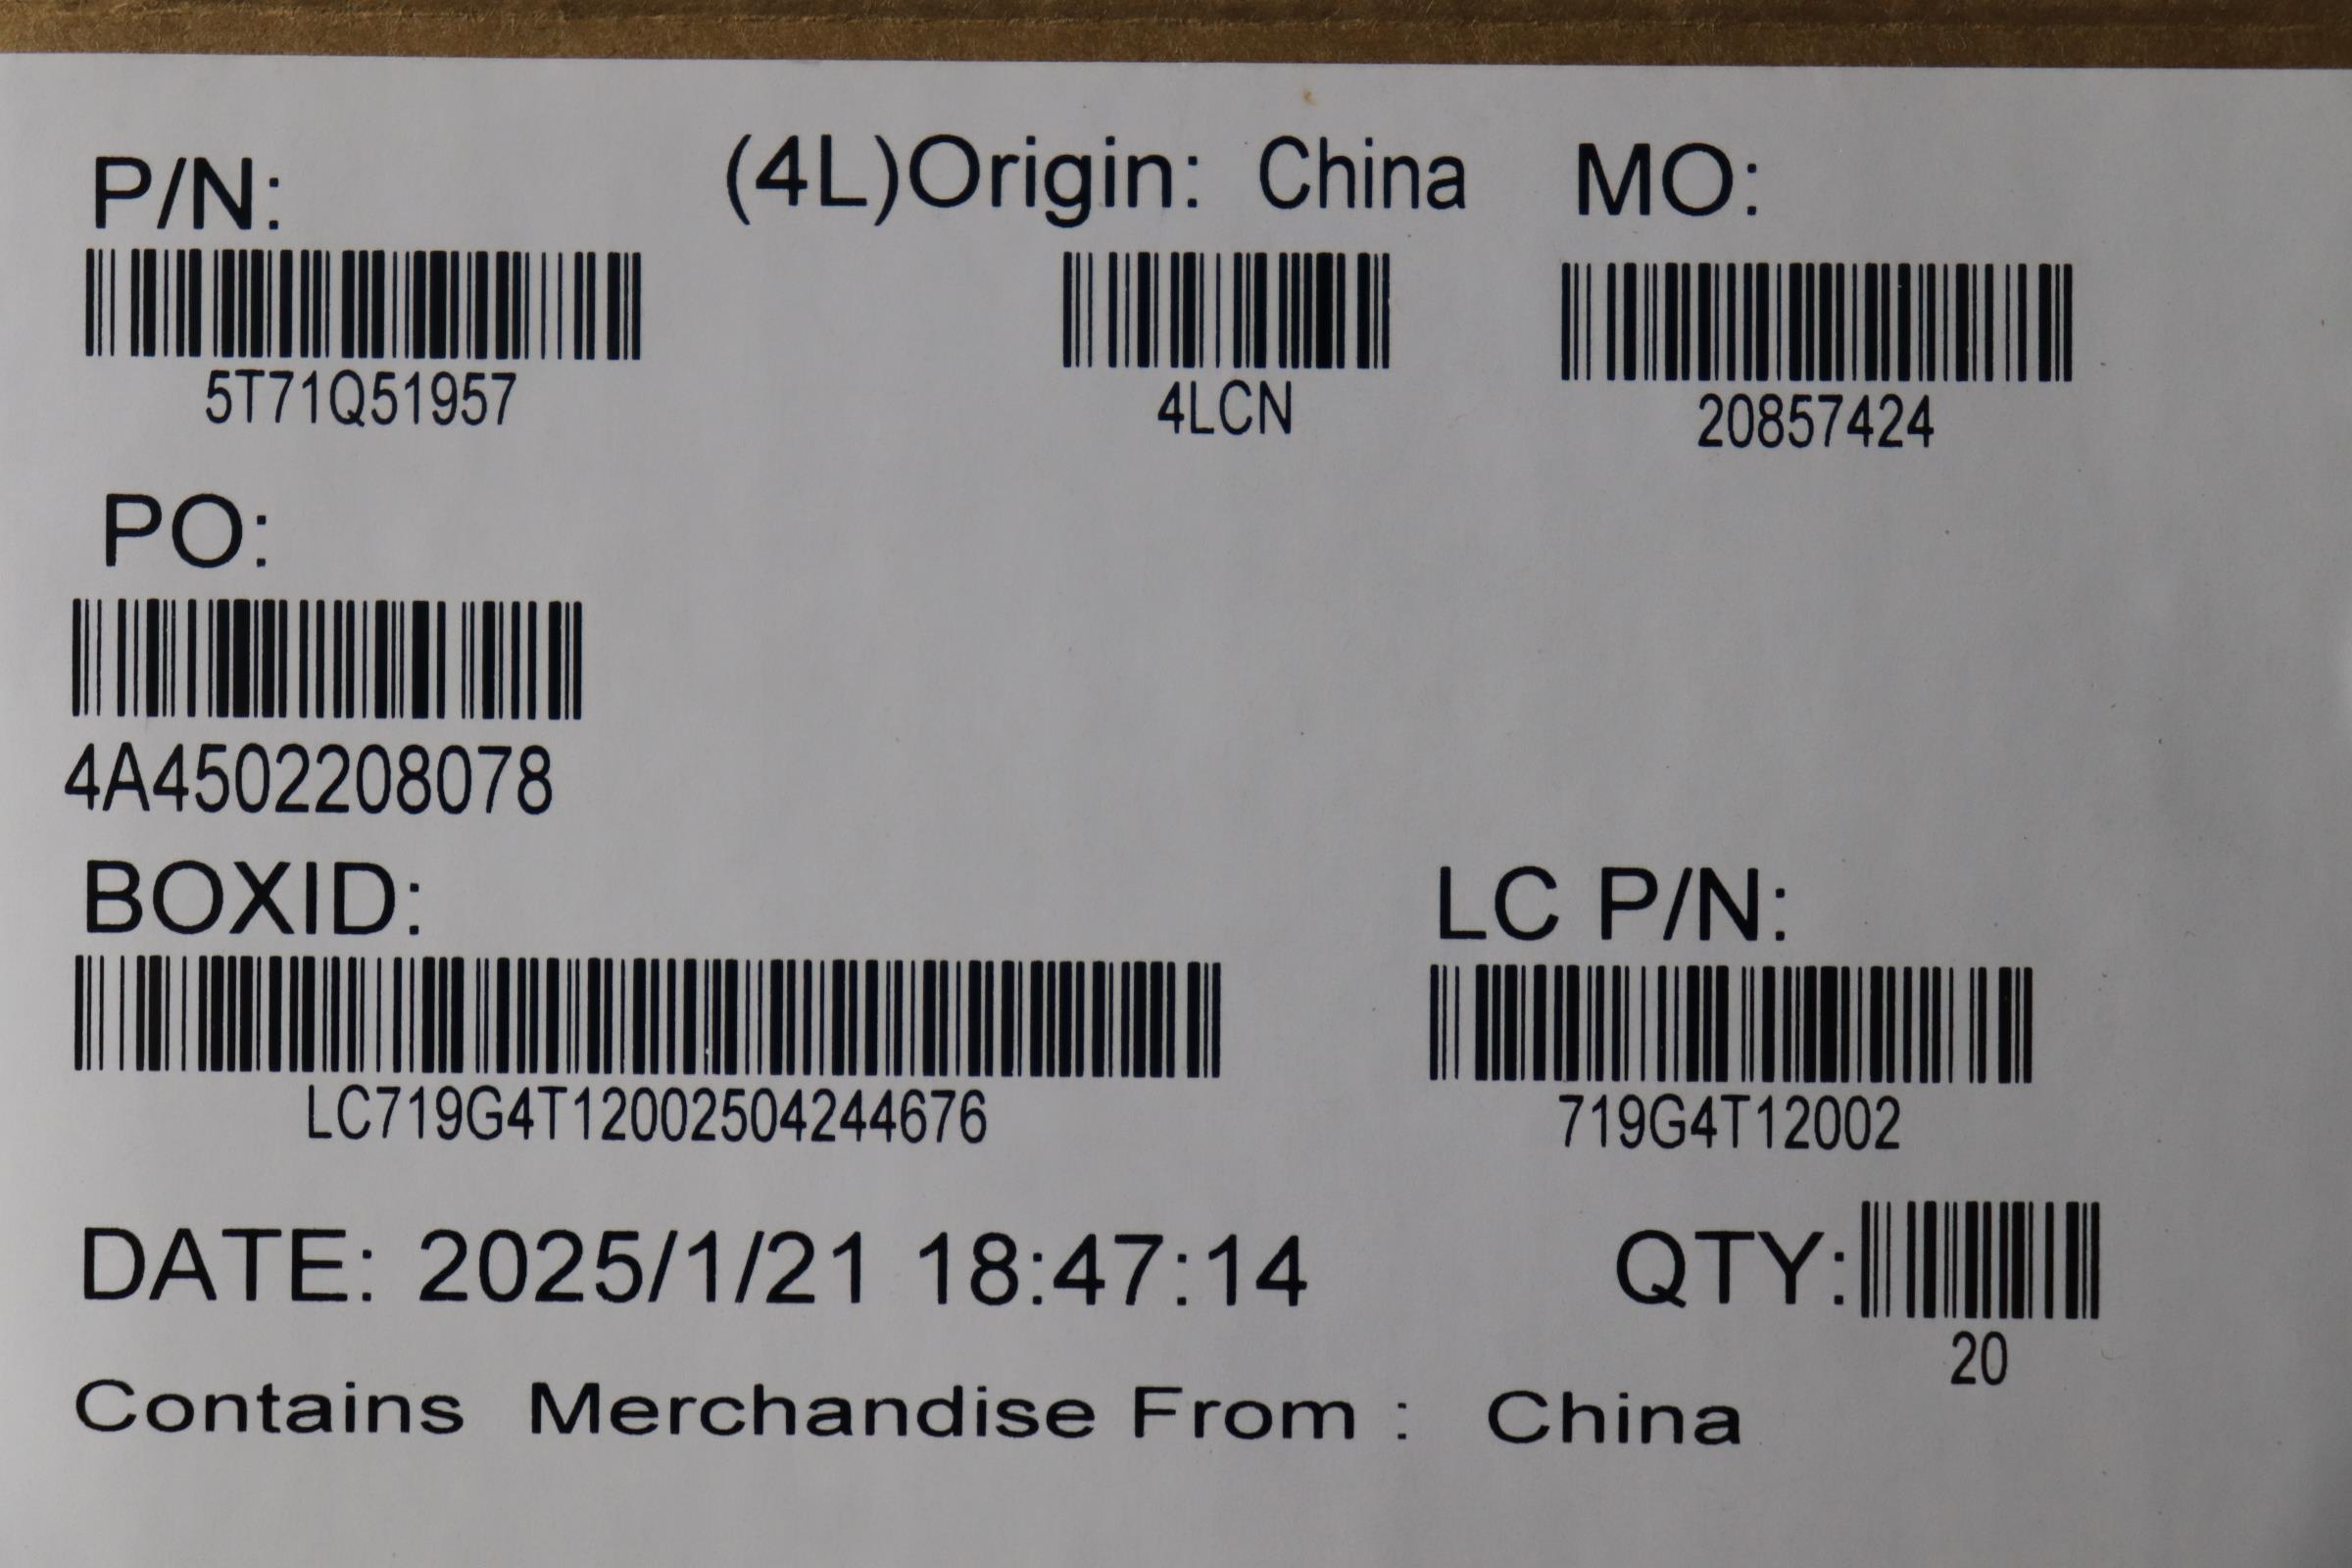 P/N: (4L)Origin: China MO:
5T71Q51957 4LCN 20857424
PO:
4A4502208078
BOXID: LC P/N:
LC719G4T12002504244676 719G4T12002
DATE: 2025/1/21 18:47:14 QTY:
20
Contains Merchandise From : China